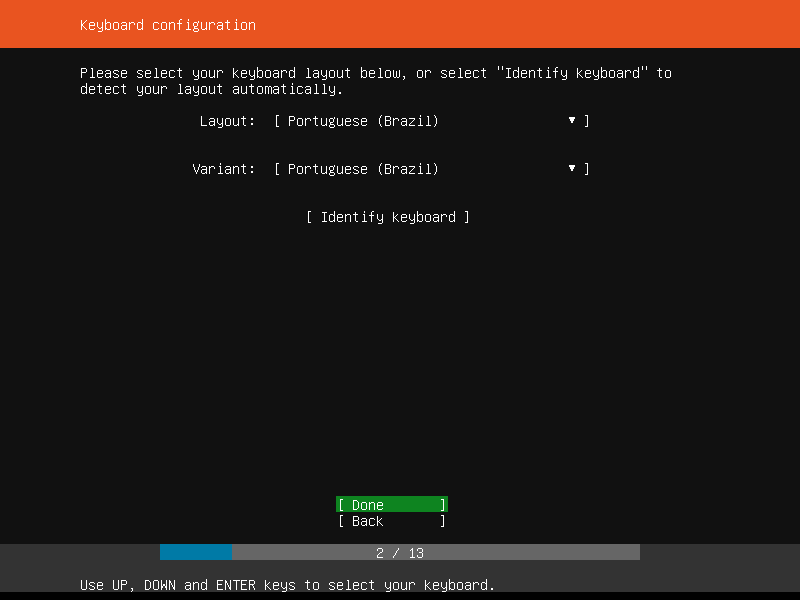 Keyboard configuration
Please select your keyboard layout below, or select "Identify keyboard" to
detect your layout automatically.
Layout: [ Portuguese (Brazil) ▾ ]
Variant: [ Portuguese (Brazil) ▾ ]
[ Identify keyboard ]
[ Done ]
[ Back ]
2 / 13
Use UP, DOWN and ENTER keys to select your keyboard.